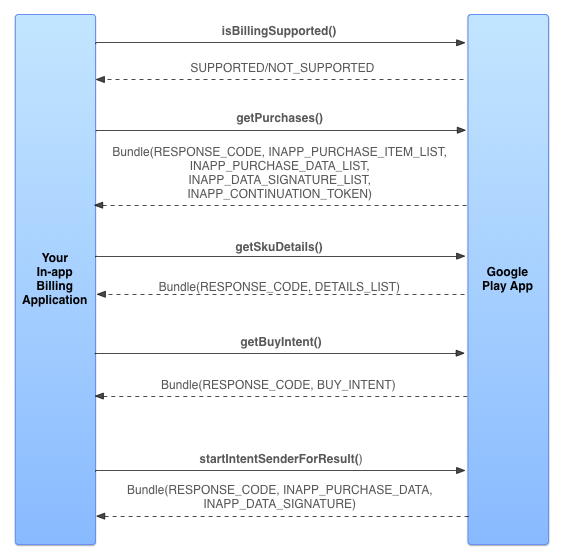 isBillingSupported()
SUPPORTED/NOT_SUPPORTED
getPurchases()
Bundle(RESPONSE_CODE, INAPP_PURCHASE_ITEM_LIST,
INAPP_PURCHASE_DATA_LIST,
INAPP_DATA_SIGNATURE_LIST,
INAPP_CONTINUATION_TOKEN)
getSkuDetails()
Your
In-app
Billing
Application
Google
Play App
Bundle(RESPONSE_CODE, DETAILS_LIST)
getBuyIntent()
Bundle(RESPONSE_CODE, BUY_INTENT)
startIntentSenderForResult()
Bundle(RESPONSE_CODE, INAPP_PURCHASE_DATA,
INAPP_DATA_SIGNATURE)